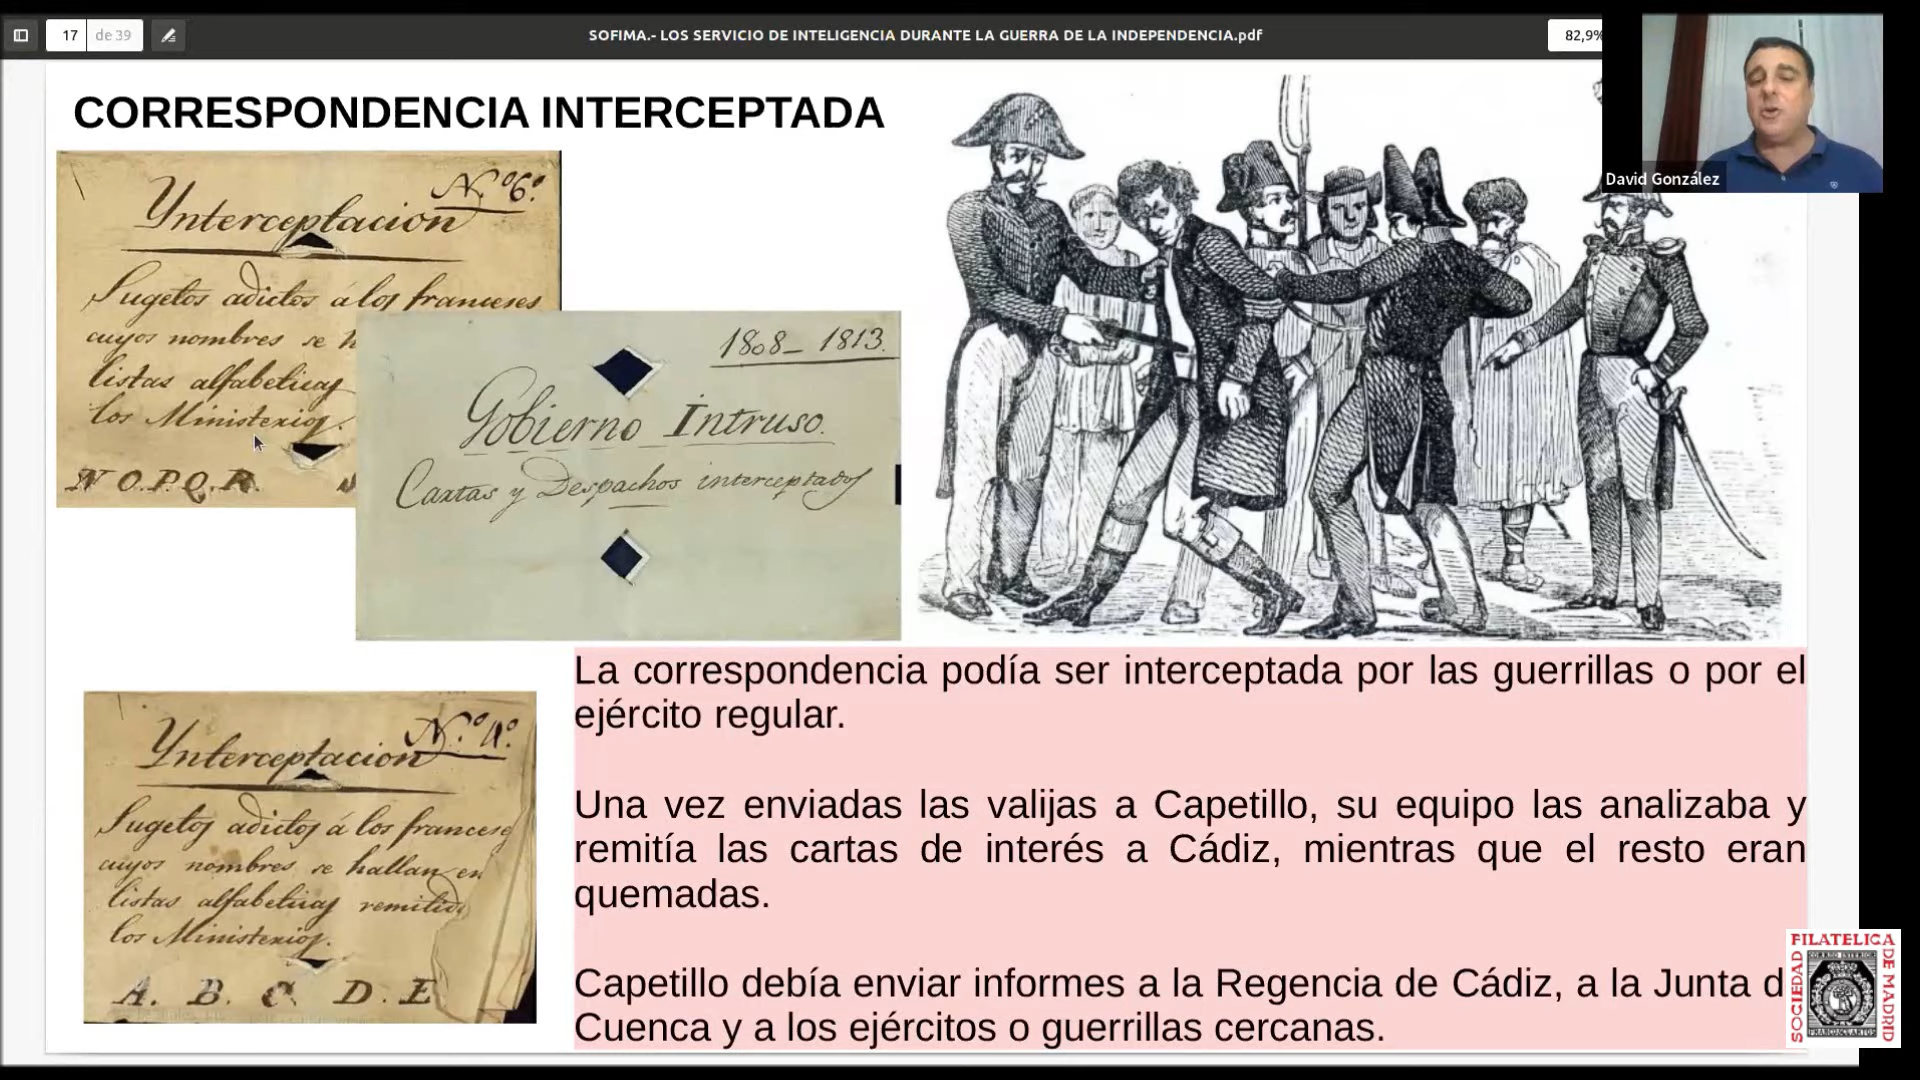 17 de 39
SOFIMA.- LOS SERVICIO DE INTELIGENCIA DURANTE LA GUERRA DE LA INDEPENDENCIA.pdf
82,9%
David González
CORRESPONDENCIA INTERCEPTADA
Nº 6º
Ynterceptacion
Sugetos adictos á los franceses
cuyos nombres se h
listas alfabeticas
los Ministerios.
N O.P.Q.R.
1808_ 1813.
Gobierno Intruso.
Cartas y Despachos interceptados
Nº 4º
Ynterceptacion
Sugetos adictos á los franceses
cuyos nombres se hallan en
listas alfabeticas remitid
los Ministerios.
A. B. C. D. E
La correspondencia podía ser interceptada por las guerrillas o por el
ejército regular.
Una vez enviadas las valijas a Capetillo, su equipo las analizaba y
remitía las cartas de interés a Cádiz, mientras que el resto eran
quemadas.
Capetillo debía enviar informes a la Regencia de Cádiz, a la Junta d
Cuenca y a los ejércitos o guerrillas cercanas.
SOCIEDAD
FILATELICA
DE MADRID